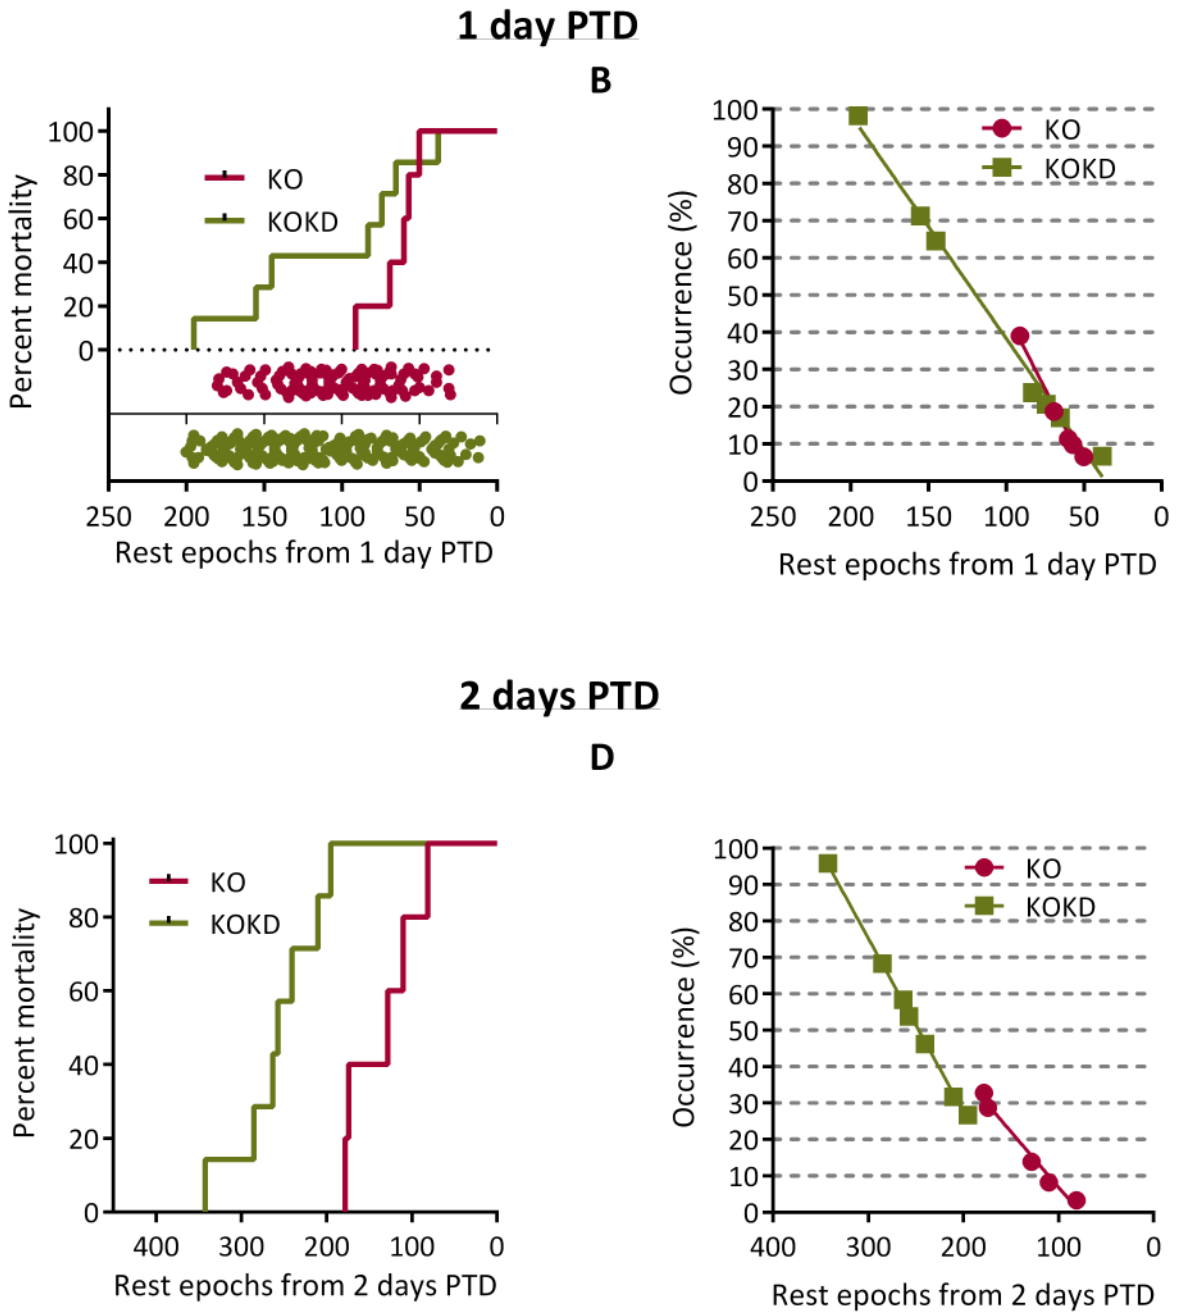 1 day PTD
B
100
80
60
40
20
0
Percent mortality
KO
KOKD
250 200 150 100 50 0
Rest epochs from 1 day PTD
100
90
80
70
60
50
40
30
20
10
0
Occurrence (%)
KO
KOKD
250 200 150 100 50 0
Rest epochs from 1 day PTD
2 days PTD
D
100
80
60
40
20
0
Percent mortality
KO
KOKD
400 300 200 100 0
Rest epochs from 2 days PTD
100
90
80
70
60
50
40
30
20
10
0
Occurrence (%)
KO
KOKD
400 300 200 100 0
Rest epochs from 2 days PTD